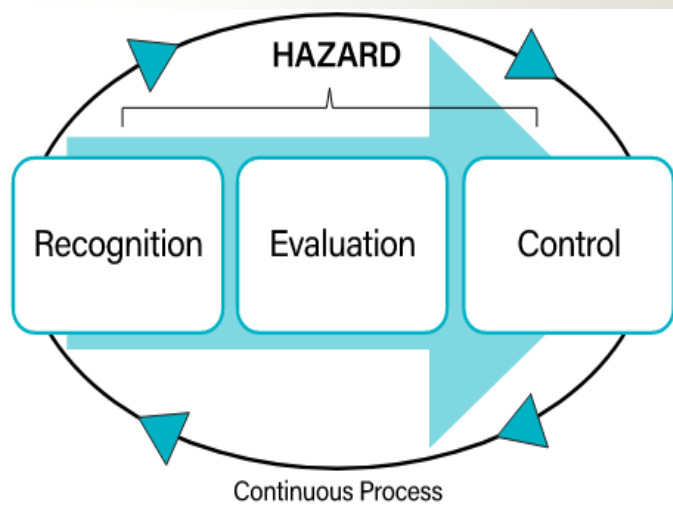 HAZARD
Recognition
Evaluation
Control
Continuous Process